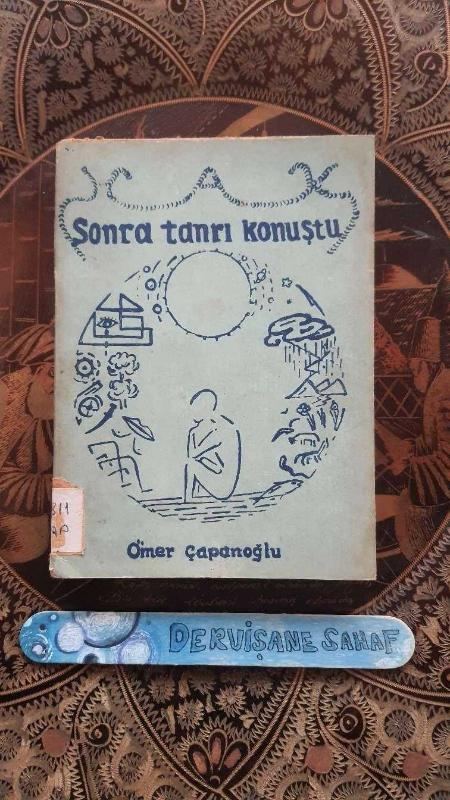 Sonra tanrı konuştu
Ömer Çapanoğlu
DERVİŞANE SAHAF